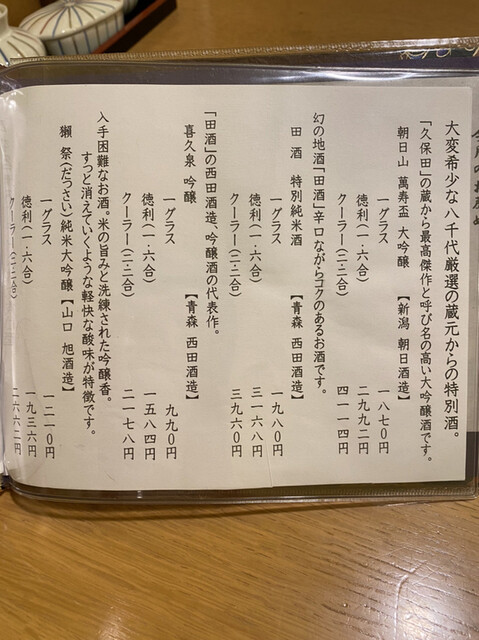 大変希少な八千代厳選の蔵元からの特別酒。
「久保田」の蔵から最高傑作と呼び名の高い大吟醸酒です。
朝日山 萬寿盃 大吟醸 【新潟 朝日酒造】
一グラス 一八七〇円
徳利(一・六合) 二九九二円
クーラー(二・二合) 四一一四円
幻の地酒「田酒」辛口ながらコクのあるお酒です。
田酒 特別純米酒 【青森 西田酒造】
一グラス 一九八〇円
徳利(一・六合) 三一六八円
クーラー(二・二合) 三九六〇円
「田酒」の西田酒造、吟醸酒の代表作。
喜久泉 吟醸 【青森 西田酒造】
一グラス 九九〇円
徳利(一・六合) 一五八四円
クーラー(二・二合) 二一七八円
入手困難なお酒。米の旨みと洗練された吟醸香。
すっと消えていくような軽快な酸味が特徴です。
獺 祭(だっさい)純米大吟醸【山口 旭酒造】
一グラス 一二一〇円
徳利(一・六合) 一九三六円
クーラー(二・二合) 二六六二円